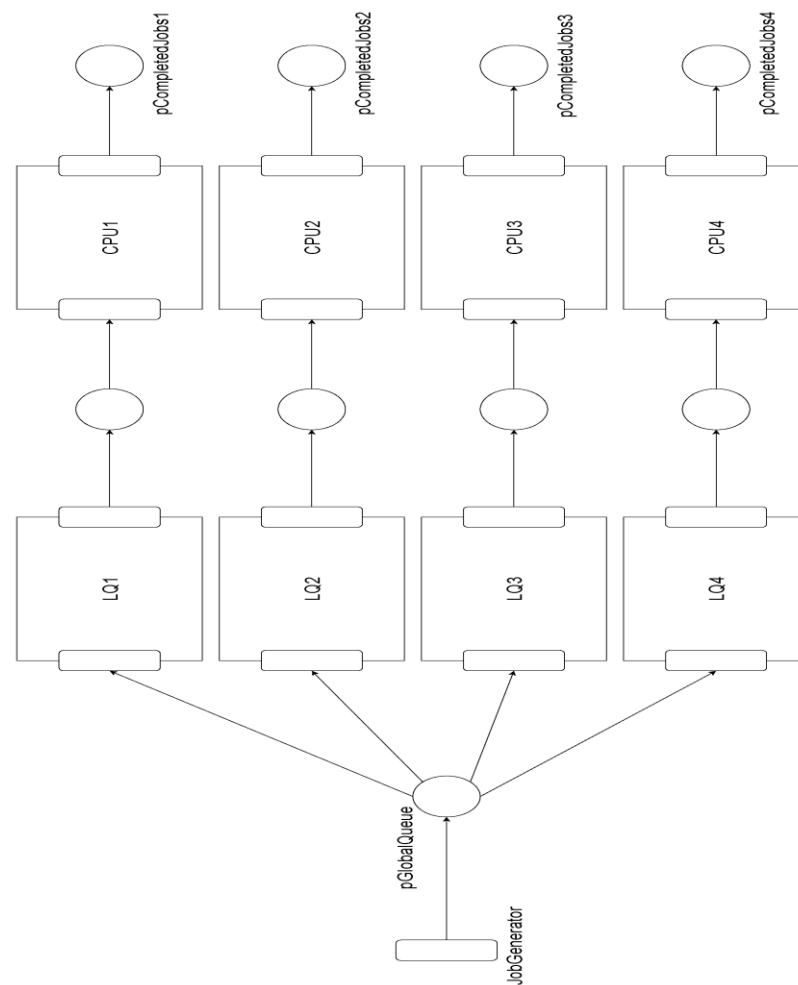 pCompletedJobs1
pCompletedJobs2
pCompletedJobs3
pCompletedJobs4
CPU1
CPU2
CPU3
CPU4
LQ1
LQ2
LQ3
LQ4
pGlobalQueue
JobGenerator